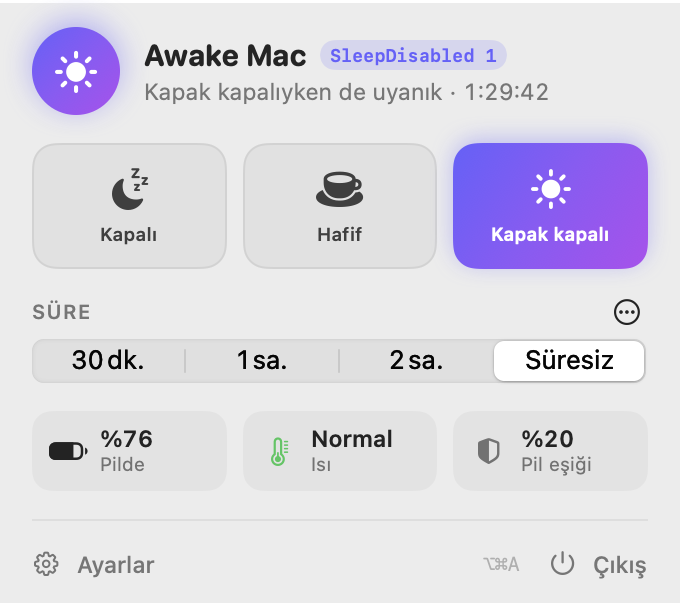 Awake Mac SleepDisabled 1
Kapak kapalıyken de uyanık · 1:29:42
zzz
Kapalı
Hafif
Kapak kapalı
SÜRE
30 dk.
1 sa.
2 sa.
Süresiz
%76
Pilde
Normal
Isı
%20
Pil eşiği
Ayarlar
⌥⌘A
Çıkış